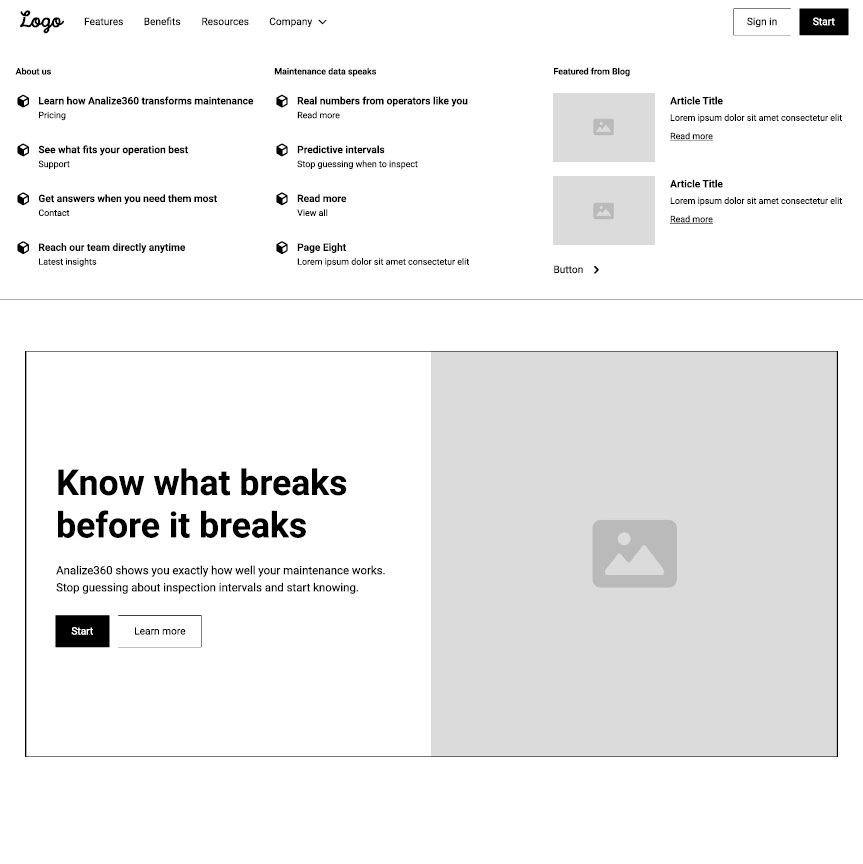 Logo
Features
Benefits
Resources
Company
Sign in
Start
About us
Learn how Analize360 transforms maintenance
Pricing
See what fits your operation best
Support
Get answers when you need them most
Contact
Reach our team directly anytime
Latest insights
Maintenance data speaks
Real numbers from operators like you
Read more
Predictive intervals
Stop guessing when to inspect
Read more
View all
Page Eight
Lorem ipsum dolor sit amet consectetur elit
Featured from Blog
Article Title
Lorem ipsum dolor sit amet consectetur elit
Read more
Article Title
Lorem ipsum dolor sit amet consectetur elit
Read more
Button
Know what breaks
before it breaks
Analize360 shows you exactly how well your maintenance works.
Stop guessing about inspection intervals and start knowing.
Start
Learn more